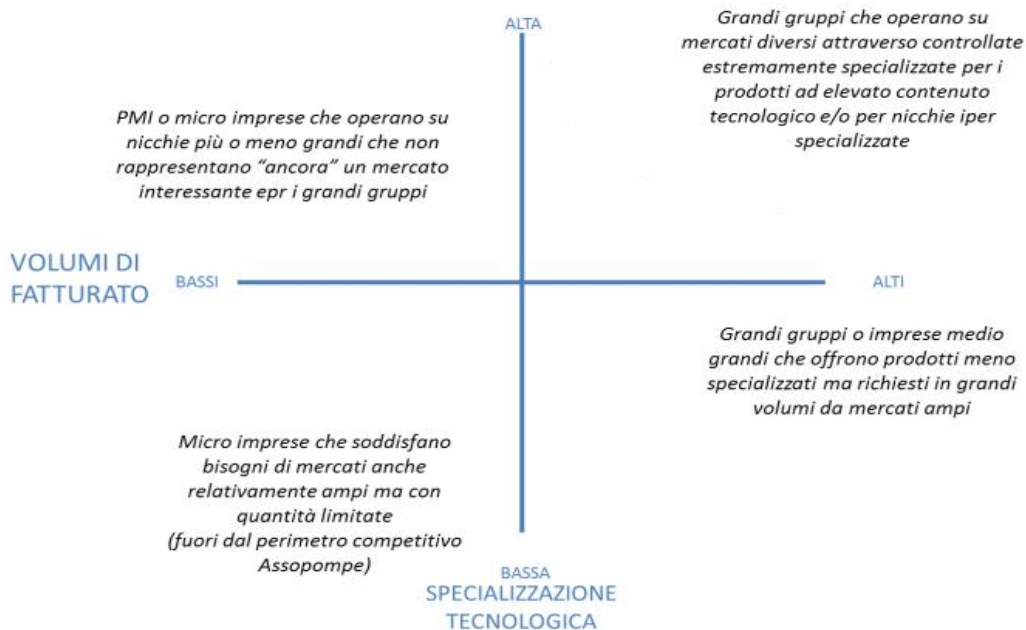 ALTA
Grandi gruppi che operano su
mercati diversi attraverso controllate
estremamente specializzate per i
prodotti ad elevato contenuto
tecnologico e/o per nicchie iper
specializzate
PMI o micro imprese che operano su
nicchie più o meno grandi che non
rappresentano “ancora” un mercato
interessante epr i grandi gruppi
VOLUMI DI
FATTURATO
BASSI
ALTI
Grandi gruppi o imprese medio
grandi che offrono prodotti meno
specializzati ma richiesti in grandi
volumi da mercati ampi
Micro imprese che soddisfano
bisogni di mercati anche
relativamente ampi ma con
quantità limitate
(fuori dal perimetro competitivo
Assopompe)
BASSA
SPECIALIZZAZIONE
TECNOLOGICA